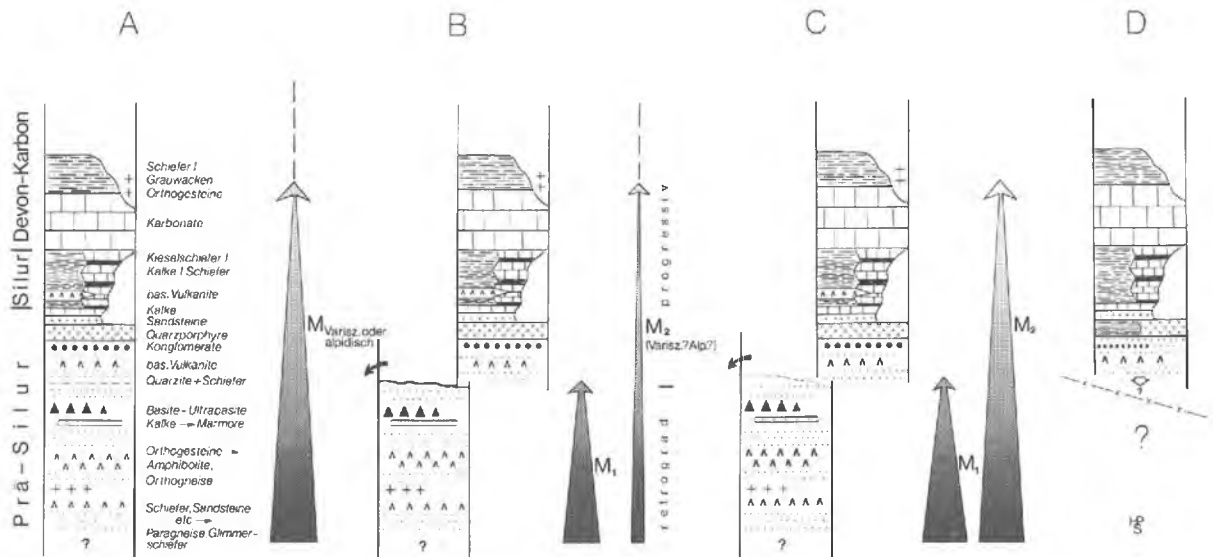 A
B
C
D
Prä-Silur |Silur| Devon-Karbon
Schiefer /
Grauwacken
Orthogesteine
Karbonate
Kieselschiefer /
Kalke / Schiefer
bas. Vulkanite
Kalke
Sandsteine
Quarzporphyre
Konglomerate
bas. Vulkanite
Quarzite + Schiefer
Basite - Ultrabasite
Kalke → Marmore
Orthogesteine →
Amphibolite,
Orthogneise
Schiefer, Sandsteine
etc →
Paragneise, Glimmer-
schiefer
?
M Varisz. oder
alpidisch
?
M₁
M₂
(Varisz.?Alp?)
retrograd | progressiv
?
M₁
M₂
?
HP
S